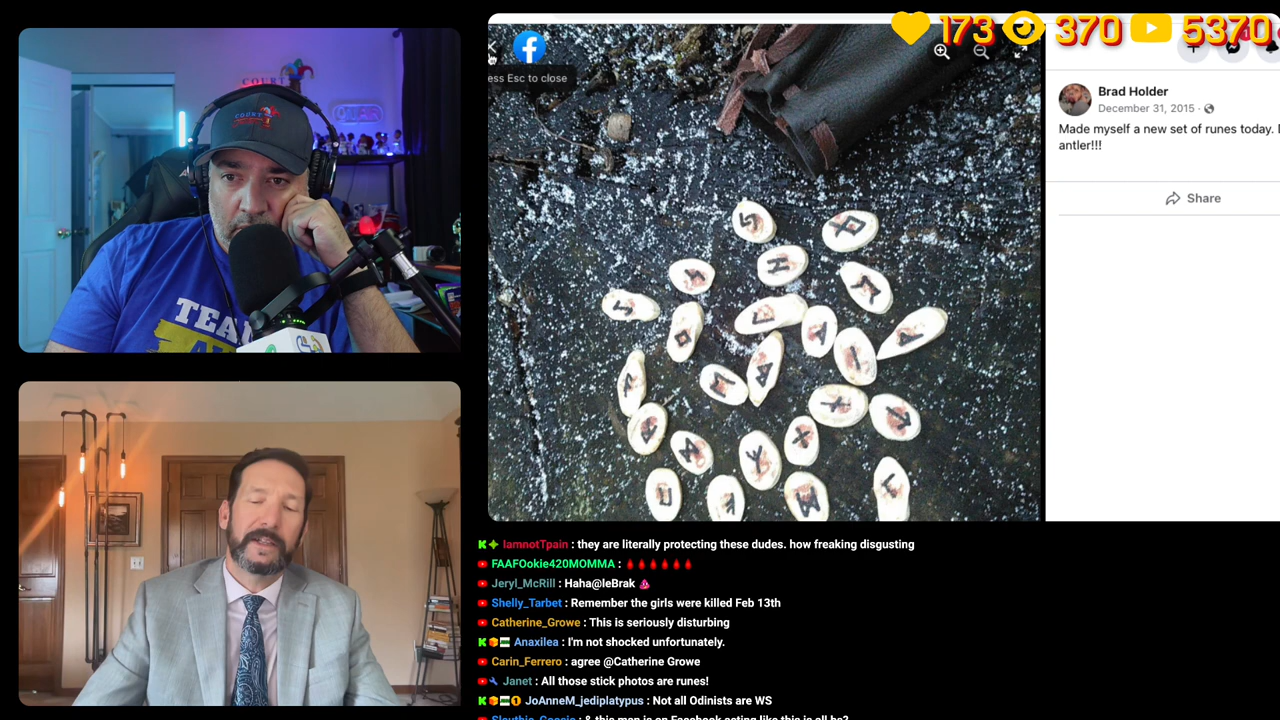 173 370 5370
ess Esc to close
Brad Holder
December 31, 2015 ·
Made myself a new set of runes today.
antler!!!
Share
COURT
COURT
TEAM
IamnotTpain : they are literally protecting these dudes. how freaking disgusting
FAAFOokie420MOMMA : 🩸🩸🩸🩸🩸🩸
Jeryl_McRill : Haha@leBrak
Shelly_Tarbet : Remember the girls were killed Feb 13th
Catherine_Growe : This is seriously disturbing
Anaxilea : I'm not shocked unfortunately.
Carin_Ferrero : agree @Catherine Growe
Janet : All those stick photos are runes!
JoAnneM_jediplatypus : Not all Odinists are WS